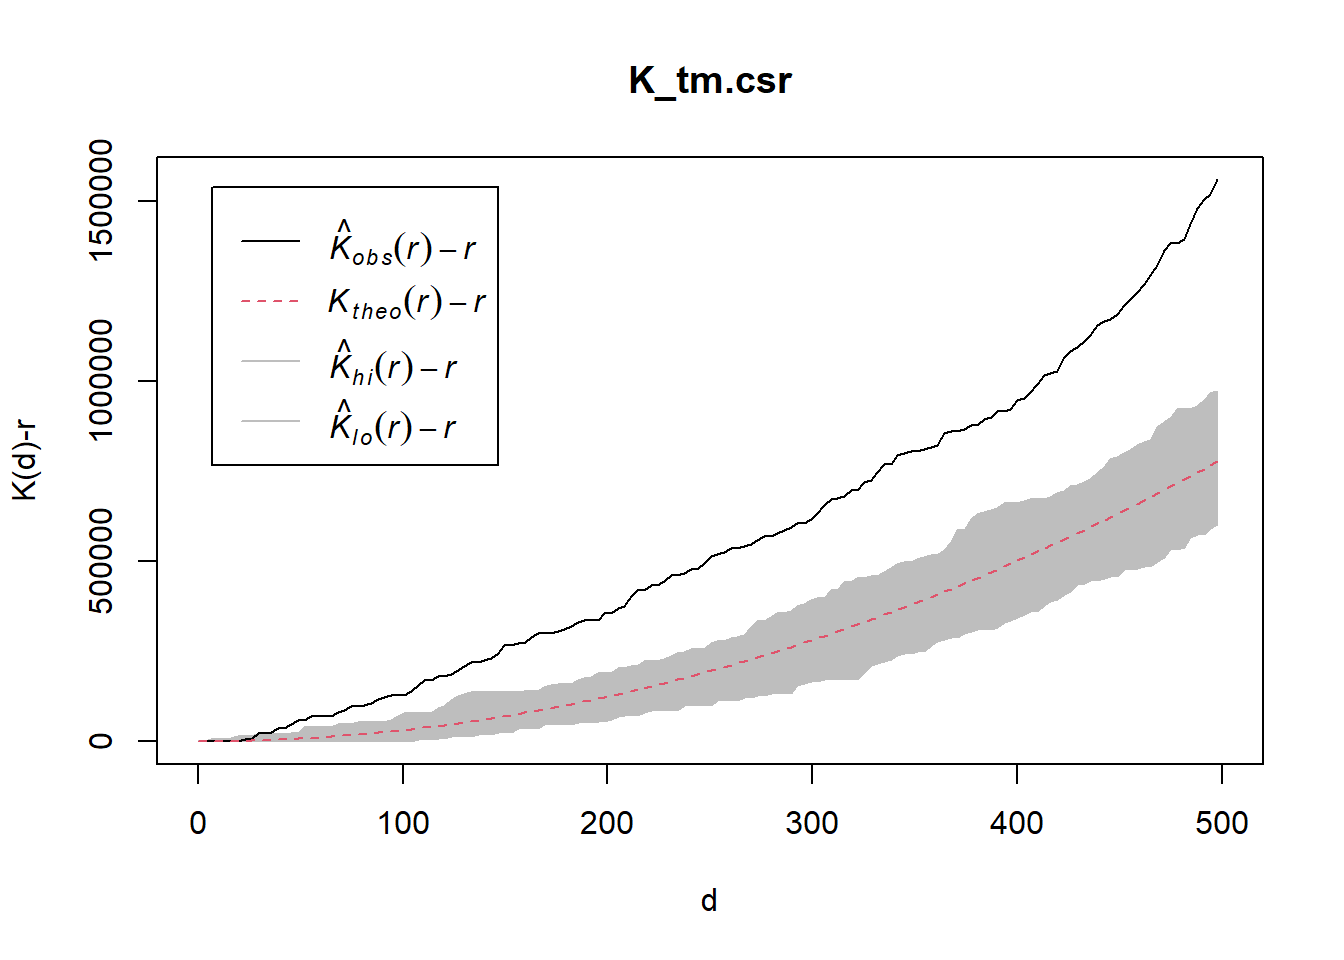 K_tm.csr
K̂obs(r) − r
Ktheo(r) − r
K̂hi(r) − r
K̂lo(r) − r
K(d)-r
0
500000
1000000
1500000
0 100 200 300 400 500
d